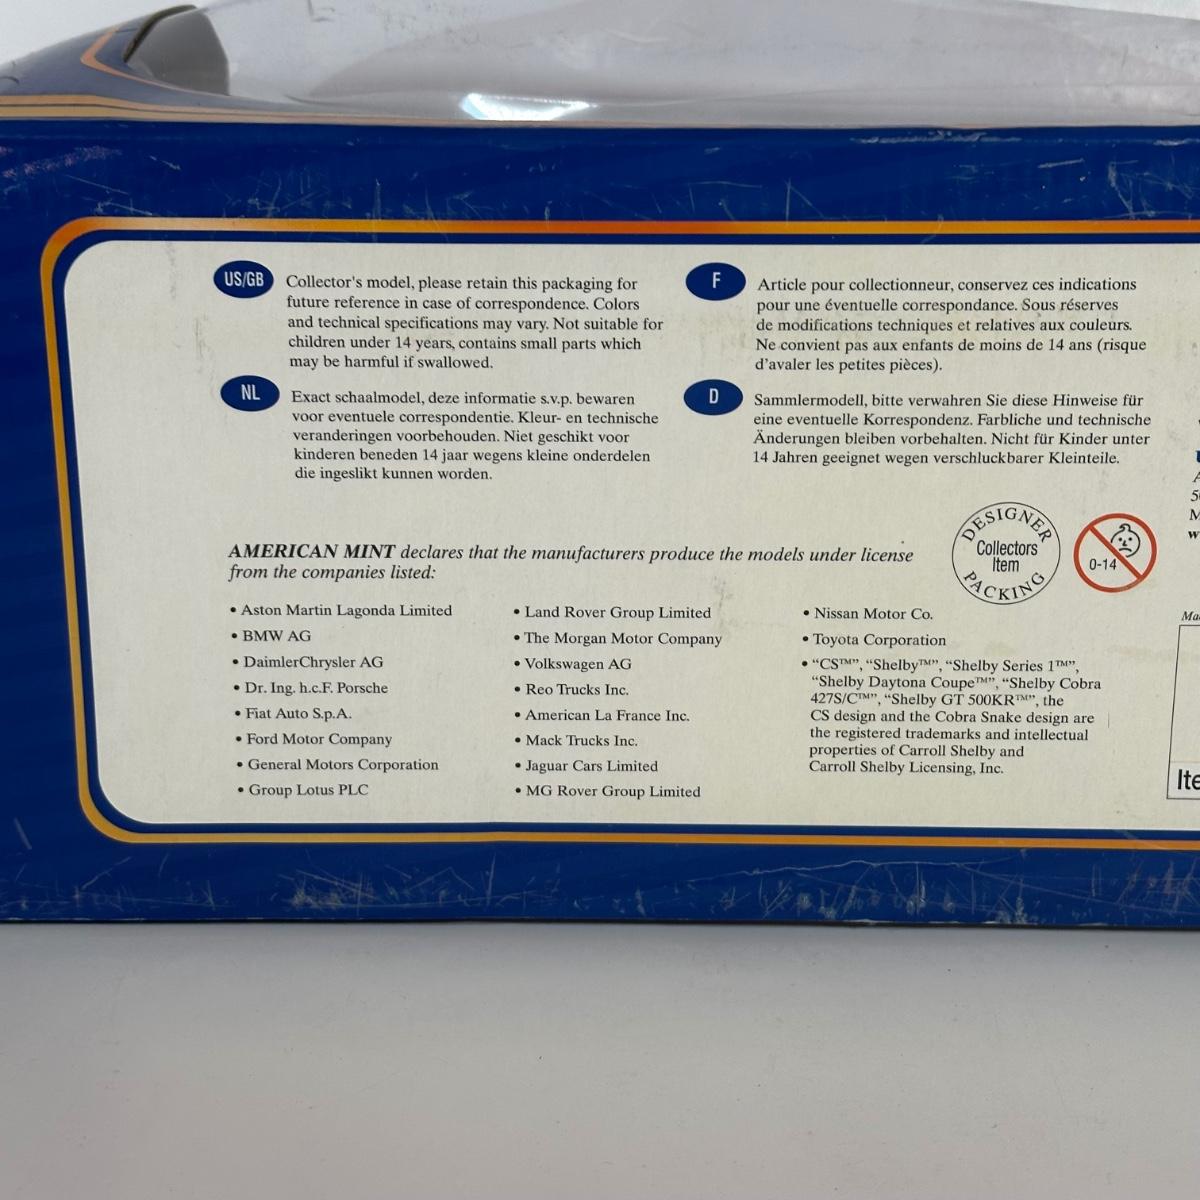 US/GB
Collector's model, please retain this packaging for
future reference in case of correspondence. Colors
and technical specifications may vary. Not suitable for
children under 14 years, contains small parts which
may be harmful if swallowed.
F
Article pour collectionneur, conservez ces indications
pour une éventuelle correspondance. Sous réserves
de modifications techniques et relatives aux couleurs.
Ne convient pas aux enfants de moins de 14 ans (risque
d'avaler les petites pièces).
NL
Exact schaalmodel, deze informatie s.v.p. bewaren
voor eventuele correspondentie. Kleur- en technische
veranderingen voorbehouden. Niet geschikt voor
kinderen beneden 14 jaar wegens kleine onderdelen
die ingeslikt kunnen worden.
D
Sammlermodell, bitte verwahren Sie diese Hinweise für
eine eventuelle Korrespondenz. Farbliche und technische
Änderungen bleiben vorbehalten. Nicht für Kinder unter
14 Jahren geeignet wegen verschluckbarer Kleinteile.
DESIGNER
Collectors
Item
PACKING
0-14
AMERICAN MINT declares that the manufacturers produce the models under license
from the companies listed:
• Aston Martin Lagonda Limited
• BMW AG
• DaimlerChrysler AG
• Dr. Ing. h.c.F. Porsche
• Fiat Auto S.p.A.
• Ford Motor Company
• General Motors Corporation
• Group Lotus PLC
• Land Rover Group Limited
• The Morgan Motor Company
• Volkswagen AG
• Reo Trucks Inc.
• American La France Inc.
• Mack Trucks Inc.
• Jaguar Cars Limited
• MG Rover Group Limited
• Nissan Motor Co.
• Toyota Corporation
• “CS™”, “Shelby™”, “Shelby Series 1™”,
“Shelby Daytona Coupe™”, “Shelby Cobra
427S/C™”, “Shelby GT 500KR™”, the
CS design and the Cobra Snake design are
the registered trademarks and intellectual
properties of Carroll Shelby and
Carroll Shelby Licensing, Inc.